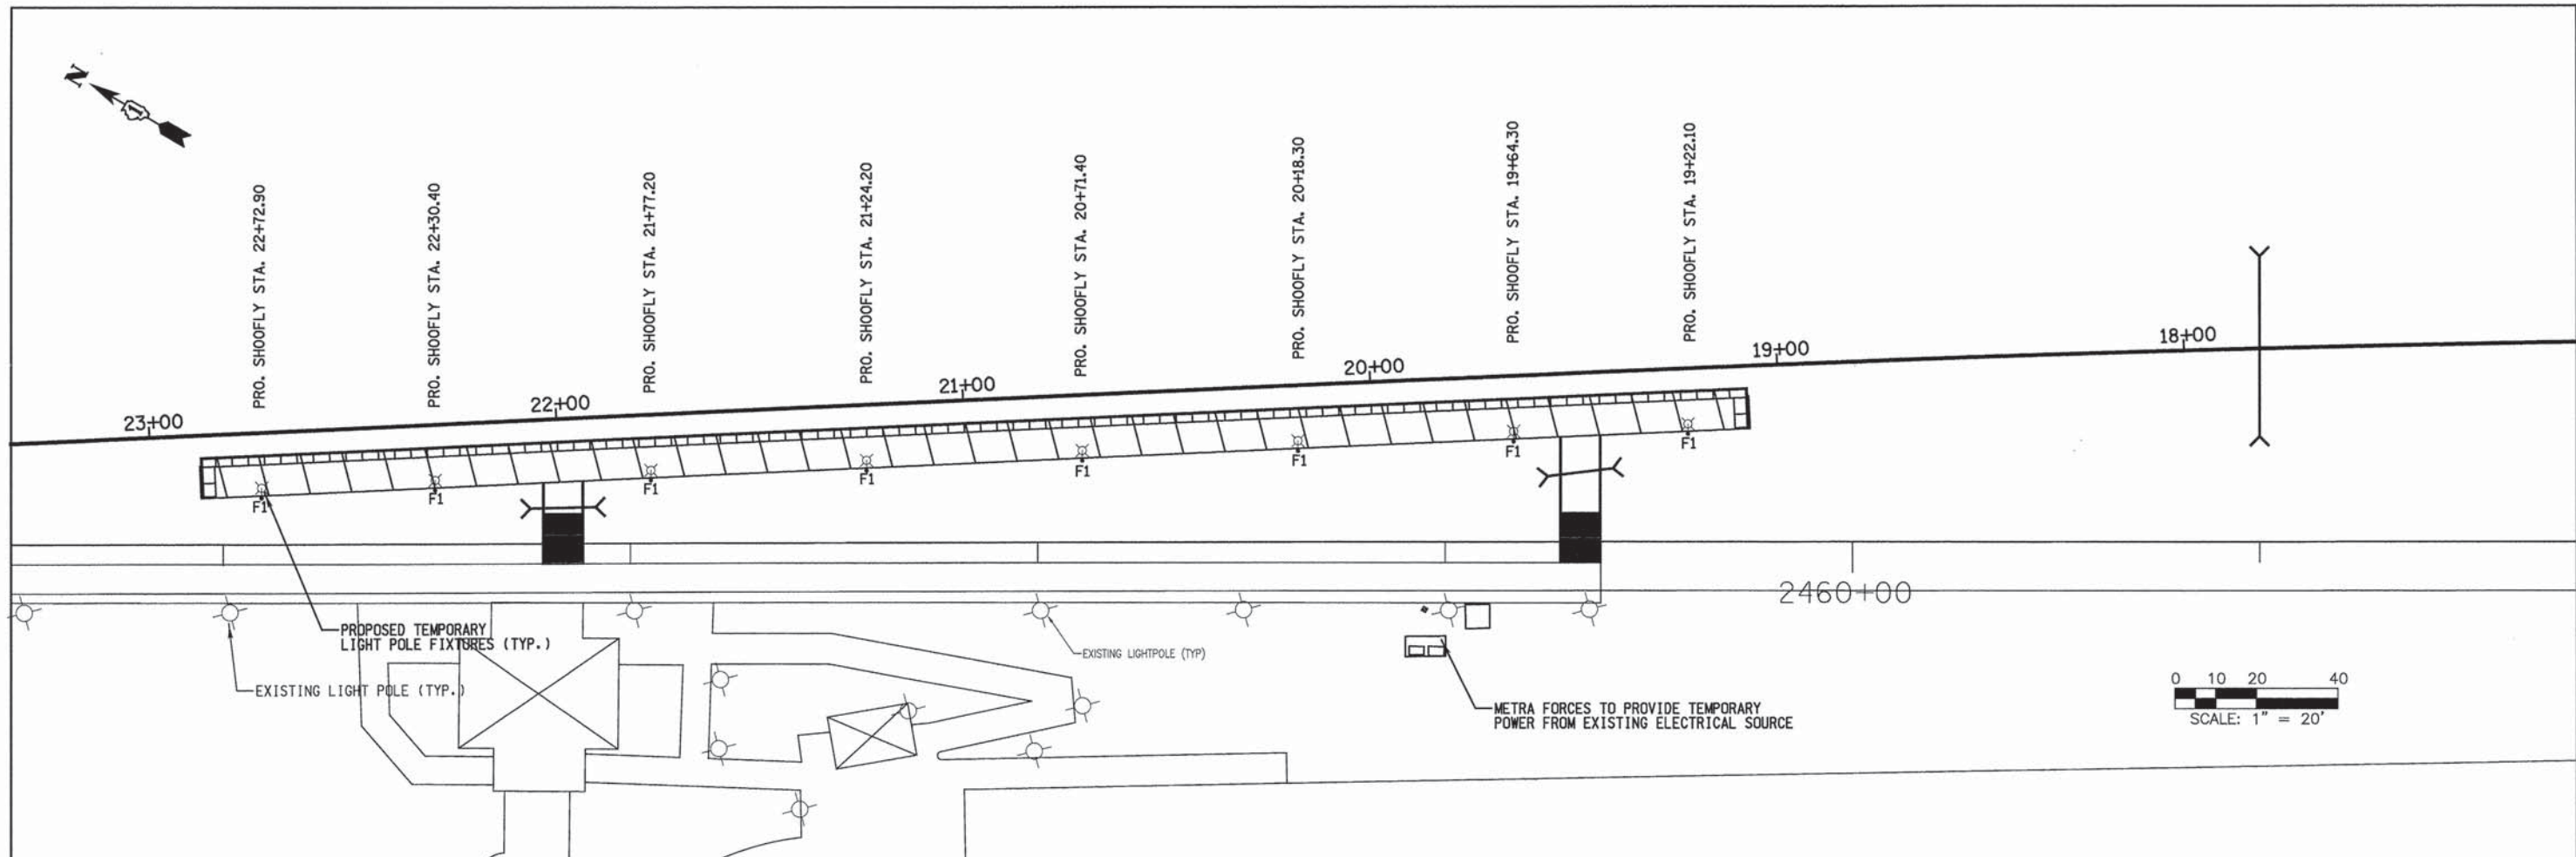 N
1
PRO. SHOOFLY STA. 22+72.90
PRO. SHOOFLY STA. 22+30.40
PRO. SHOOFLY STA. 21+77.20
PRO. SHOOFLY STA. 21+24.20
PRO. SHOOFLY STA. 20+71.40
PRO. SHOOFLY STA. 20+18.30
PRO. SHOOFLY STA. 19+64.30
PRO. SHOOFLY STA. 19+22.10
23+00
22+00
21+00
20+00
19+00
18+00
F1
F1
F1
F1
F1
F1
F1
F1
2460+00
PROPOSED TEMPORARY
LIGHT POLE FIXTURES (TYP.)
EXISTING LIGHT POLE (TYP.)
EXISTING LIGHTPOLE (TYP)
METRA FORCES TO PROVIDE TEMPORARY
POWER FROM EXISTING ELECTRICAL SOURCE
0 10 20 40
SCALE: 1" = 20'